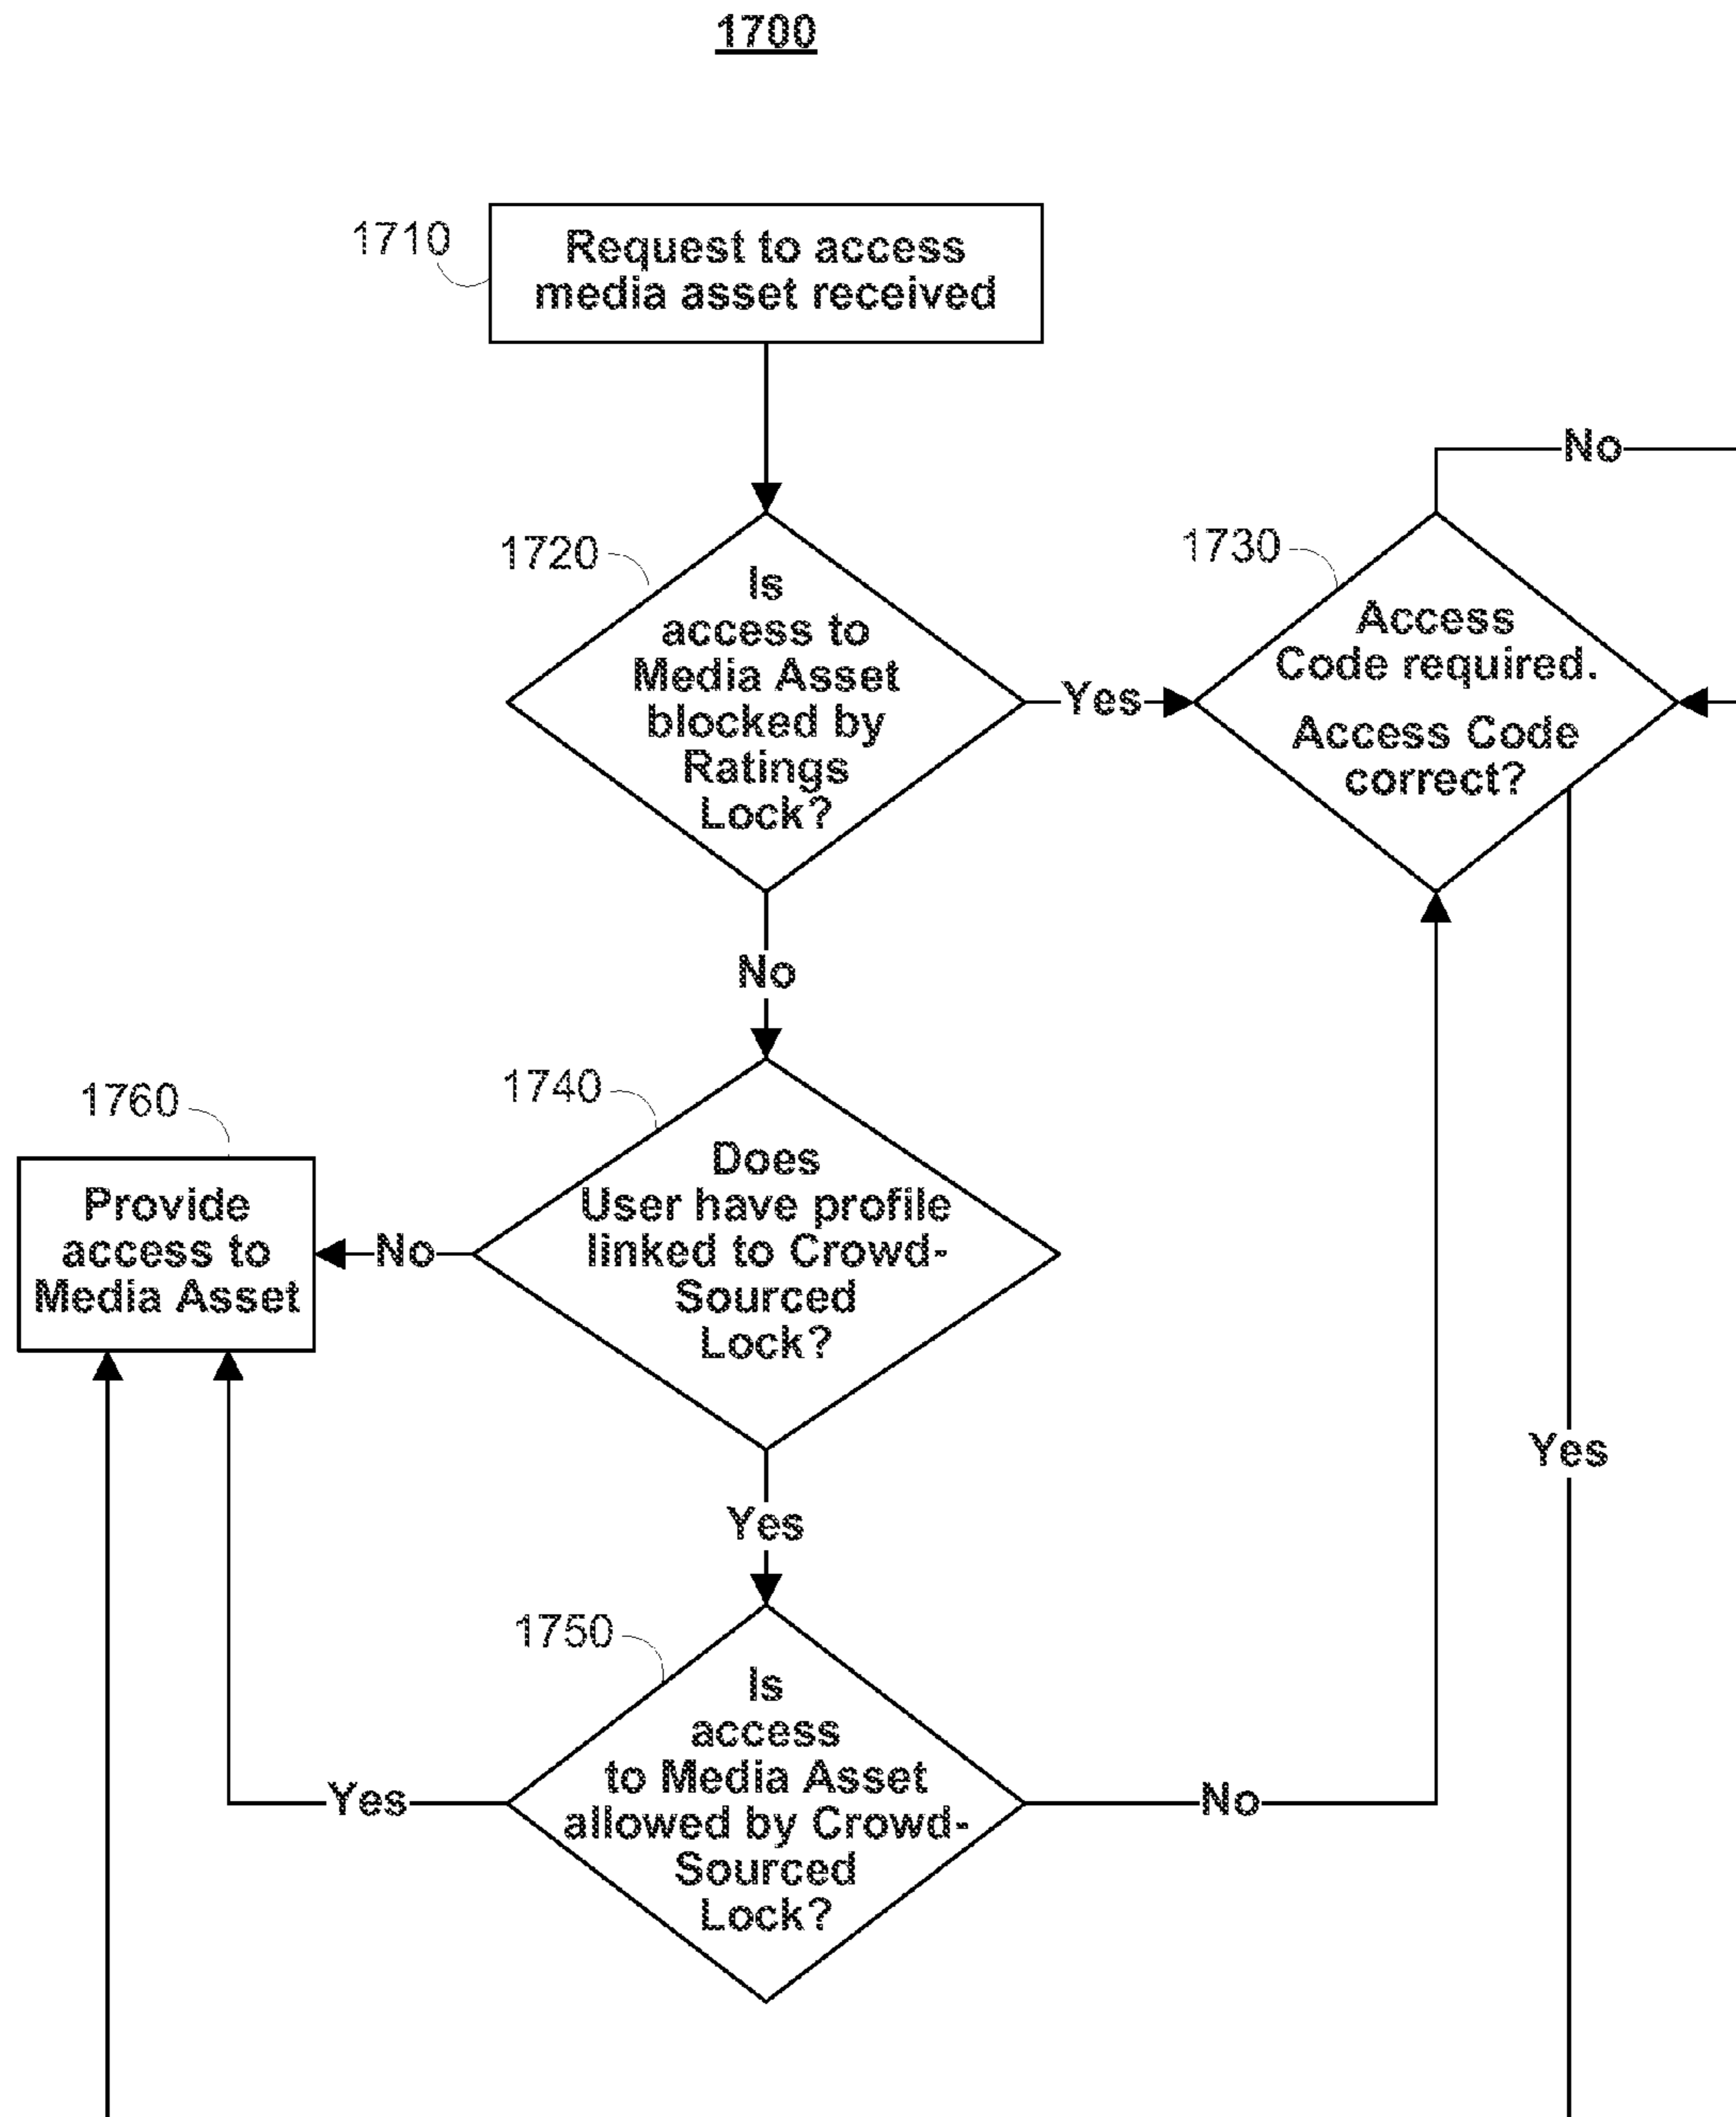 1700
1710
Request to access
media asset received
No
1720
Is
access to
Media Asset
blocked by
Ratings
Lock?
Yes
1730
Access
Code required.
Access Code
correct?
No
1760
Provide
access to
Media Asset
No
1740
Does
User have profile
linked to Crowd-
Sourced
Lock?
Yes
Yes
1750
Is
access
to Media Asset
allowed by Crowd-
Sourced
Lock?
Yes
No